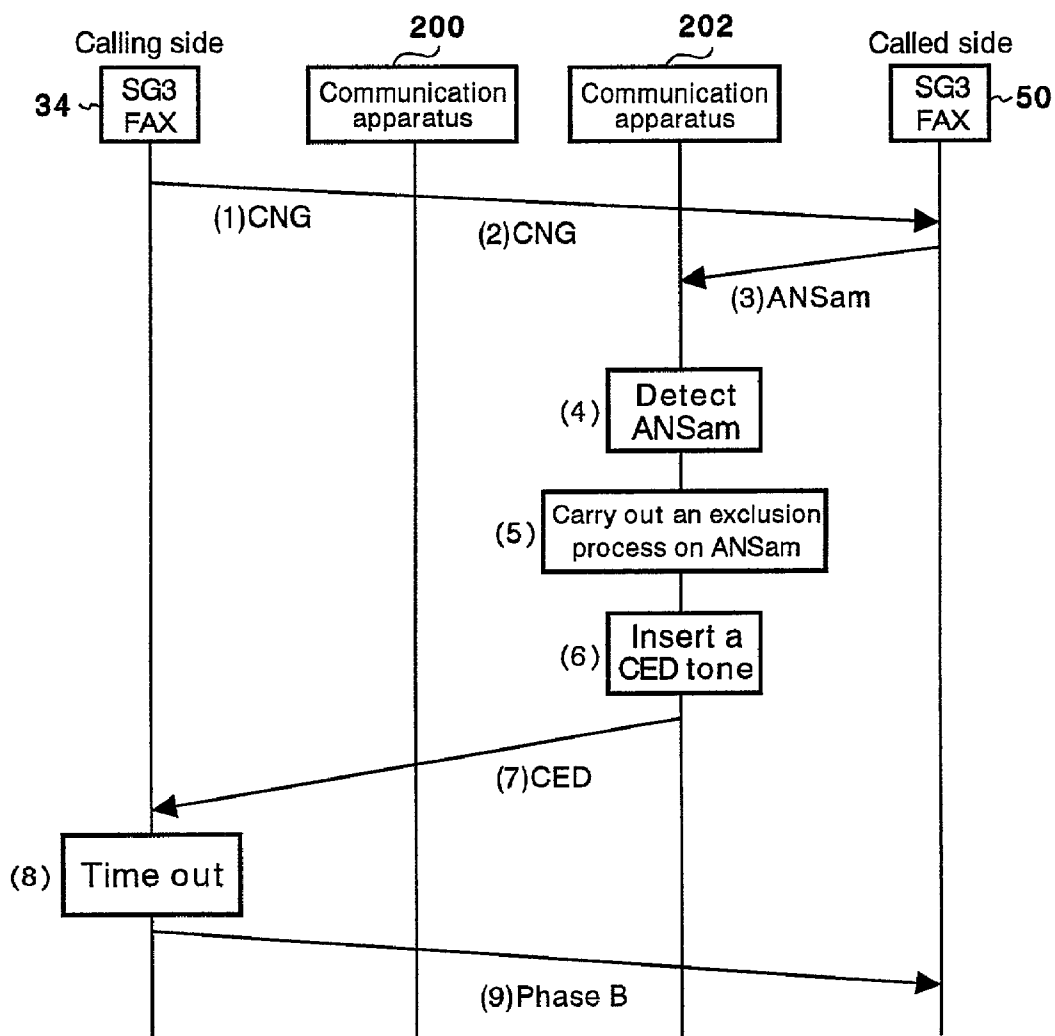 200
202
Calling side
Called side
34
SG3
FAX
Communication
apparatus
Communication
apparatus
SG3
FAX
50
(1)CNG
(2)CNG
(3)ANSam
(4)
Detect
ANSam
(5)
Carry out an exclusion
process on ANSam
(6)
Insert a
CED tone
(7)CED
(8)
Time out
(9)Phase B